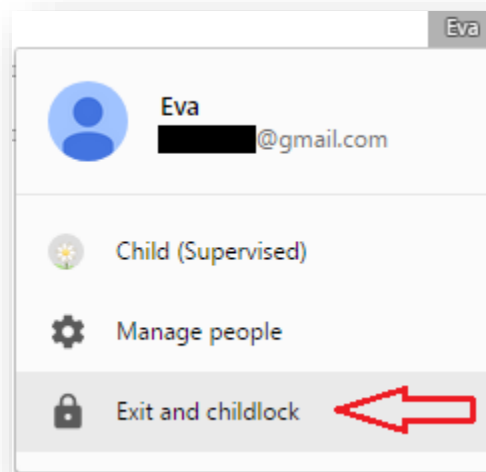 Eva
Eva
@gmail.com
Child (Supervised)
Manage people
Exit and childlock